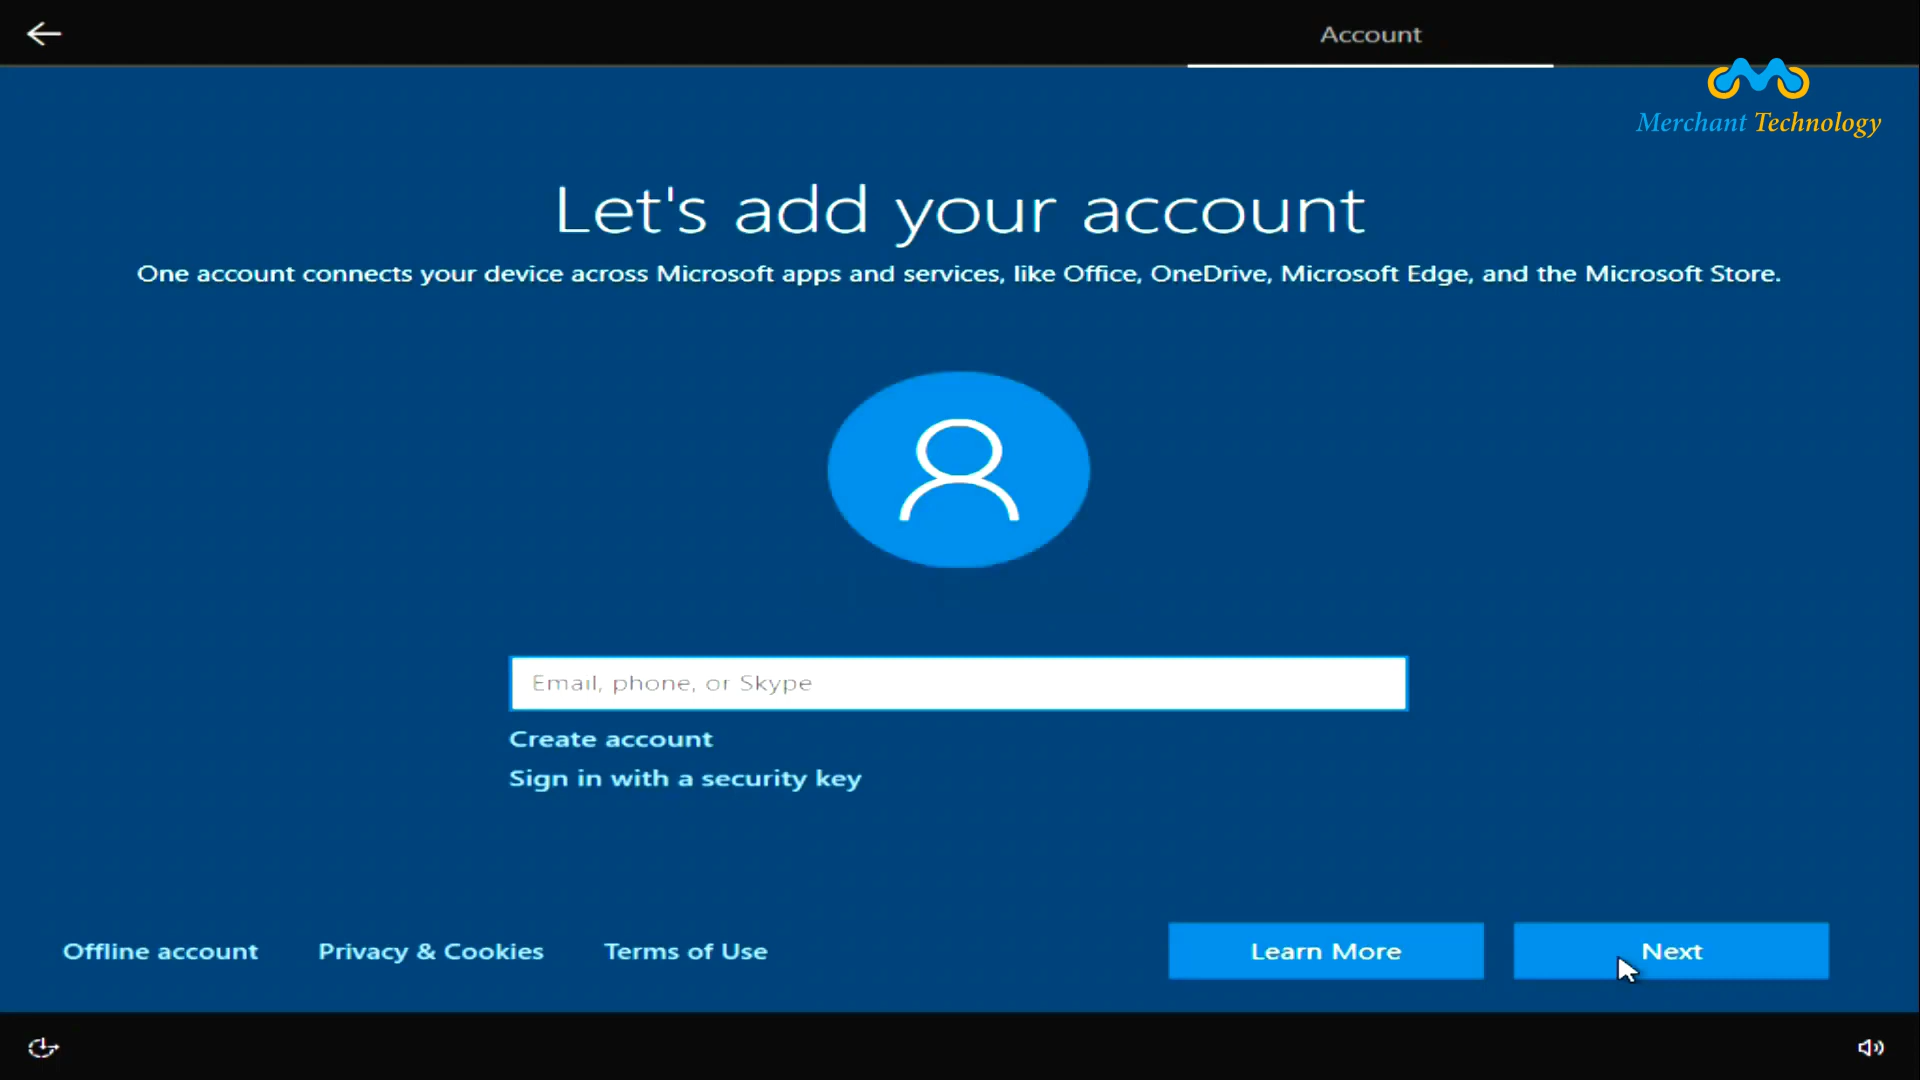 Account
Merchant Technology
Let's add your account
One account connects your device across Microsoft apps and services, like Office, OneDrive, Microsoft Edge, and the Microsoft Store.
Email, phone, or Skype
Create account
Sign in with a security key
Offline account
Privacy & Cookies
Terms of Use
Learn More
Next